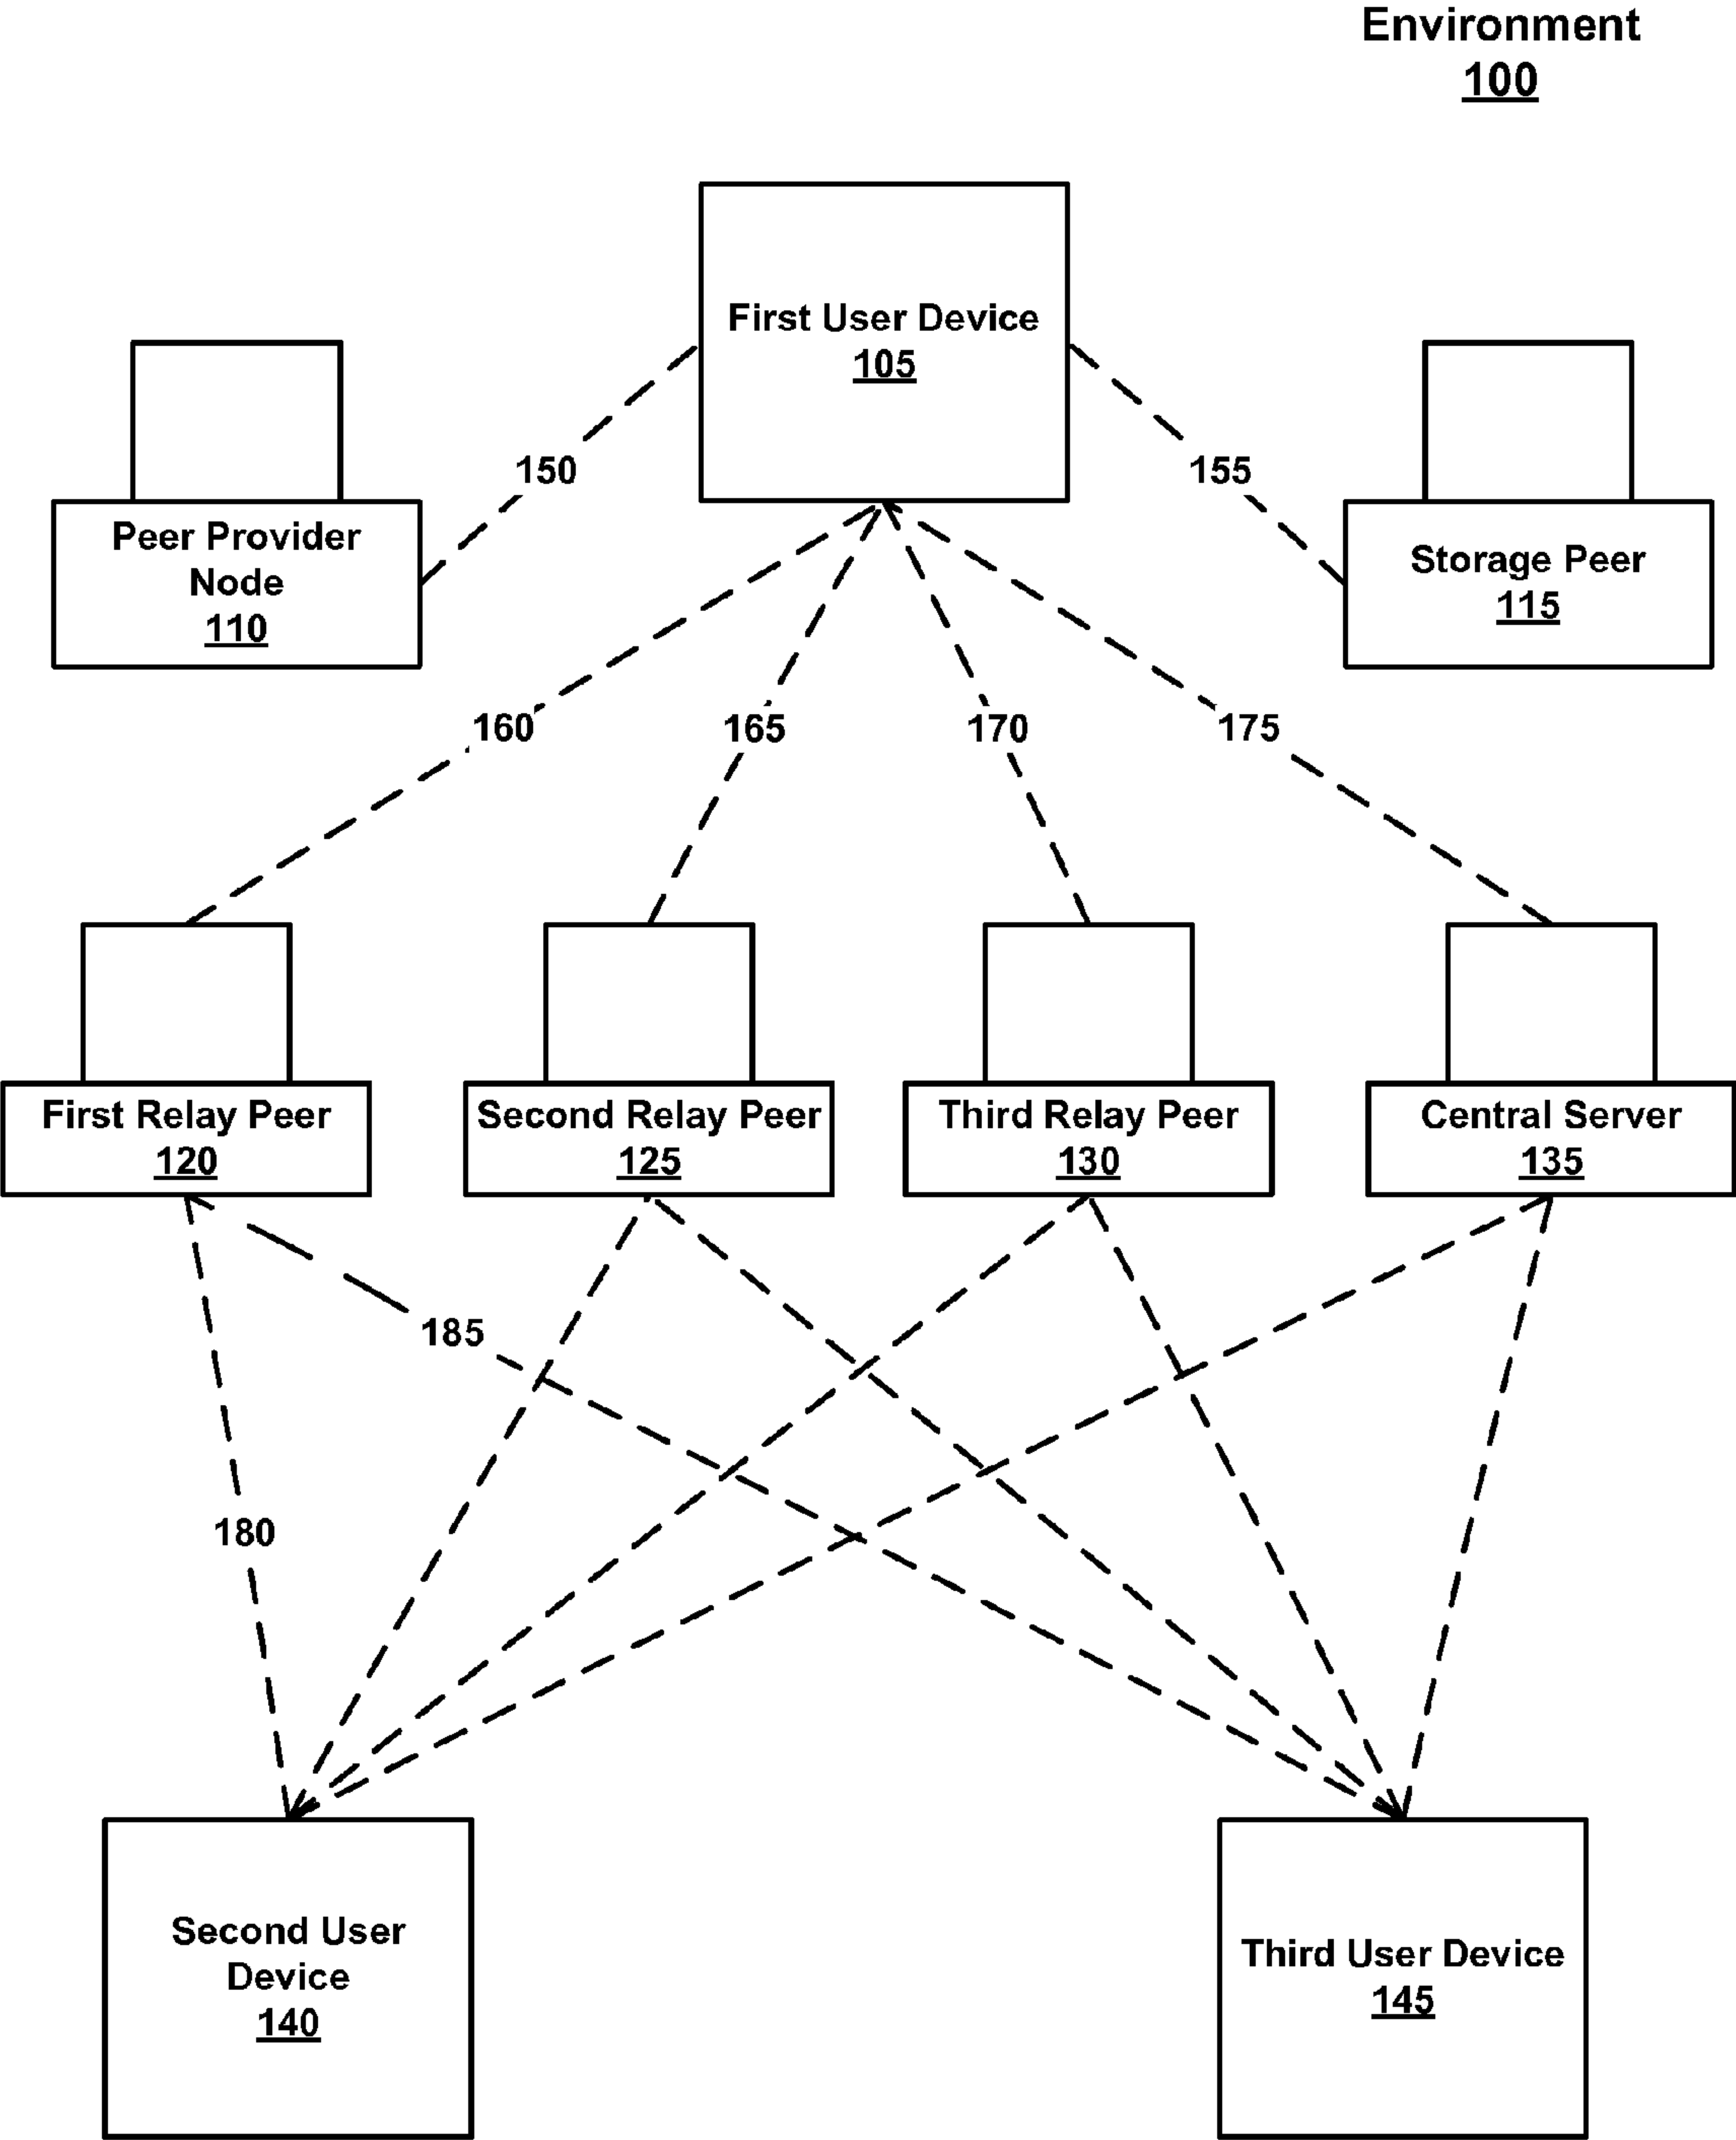 Environment
100
First User Device
105
150
155
Peer Provider
Node
110
Storage Peer
115
160
165
170
175
First Relay Peer
120
Second Relay Peer
125
Third Relay Peer
130
Central Server
135
185
180
Second User
Device
140
Third User Device
145